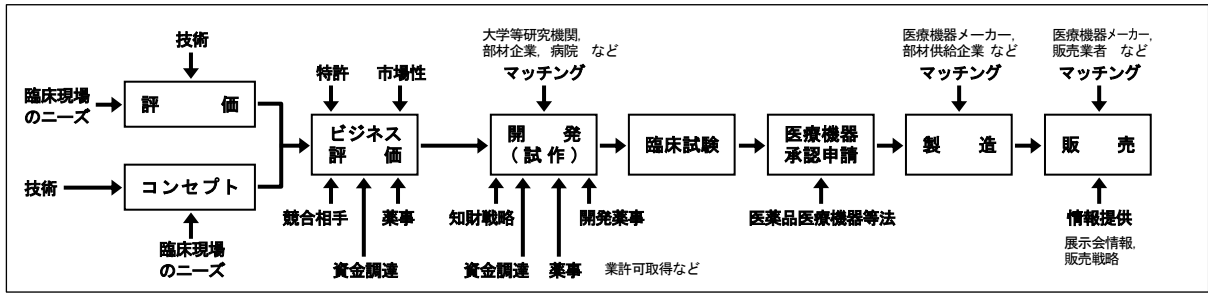 技術
臨床現場
のニーズ
評 価
技術
コンセプト
臨床現場
のニーズ
特許
市場性
ビジネス
評 価
競合相手
薬事
資金調達
大学等研究機関,
部材企業, 病院 など
マッチング
開 発
(試作)
知財戦略
開発薬事
資金調達
薬事
業許可取得など
臨床試験
医療機器
承認申請
医薬品医療機器等法
医療機器メーカー,
部材供給企業 など
マッチング
製 造
医療機器メーカー,
販売業者 など
マッチング
販 売
情報提供
展示会情報,
販売戦略